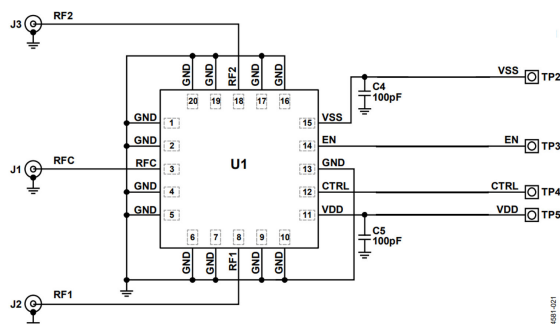 J3
RF2
GND
GND
RF2
GND
GND
20
19
18
17
16
VSS
TP2
C4
100pF
GND
1
15
VSS
GND
2
14
EN
EN
TP3
J1
RFC
RFC
3
U1
13
GND
GND
4
12
CTRL
CTRL
TP4
GND
5
11
VDD
VDD
TP5
6
7
8
9
10
C5
100pF
GND
GND
RF1
GND
GND
J2
RF1